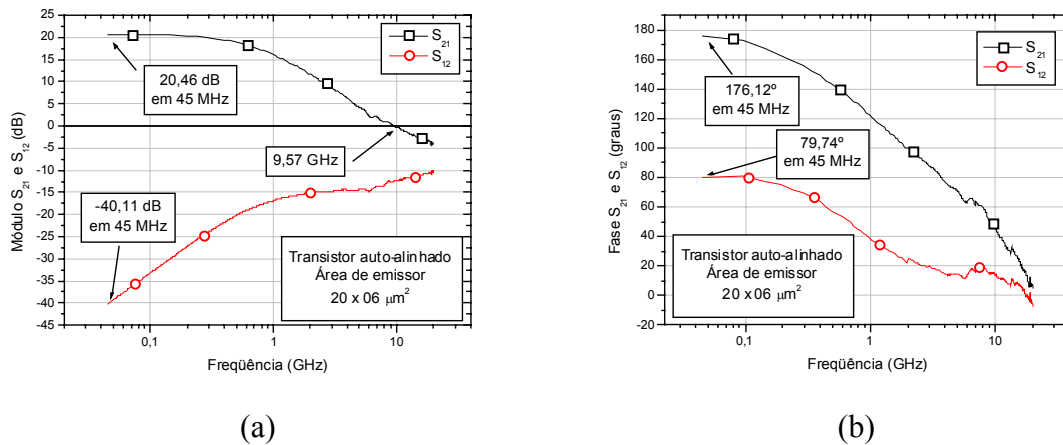 25
20
15
10
5
0
-5
-10
-15
-20
-25
-30
-35
-40
-45
0,1
1
10
Módulo S21 e S12 (dB)
Freqüência (GHz)
S21
S12
20,46 dB
em 45 MHz
9,57 GHz
-40,11 dB
em 45 MHz
Transistor auto-alinhado
Área de emissor
20 x 06 μm²
(a)
180
160
140
120
100
80
60
40
20
0
-20
0,1
1
10
Fase S21 e S12 (graus)
Freqüência (GHz)
S21
S12
176,12º
em 45 MHz
79,74º
em 45 MHz
Transistor auto-alinhado
Área de emissor
20 x 06 μm²
(b)